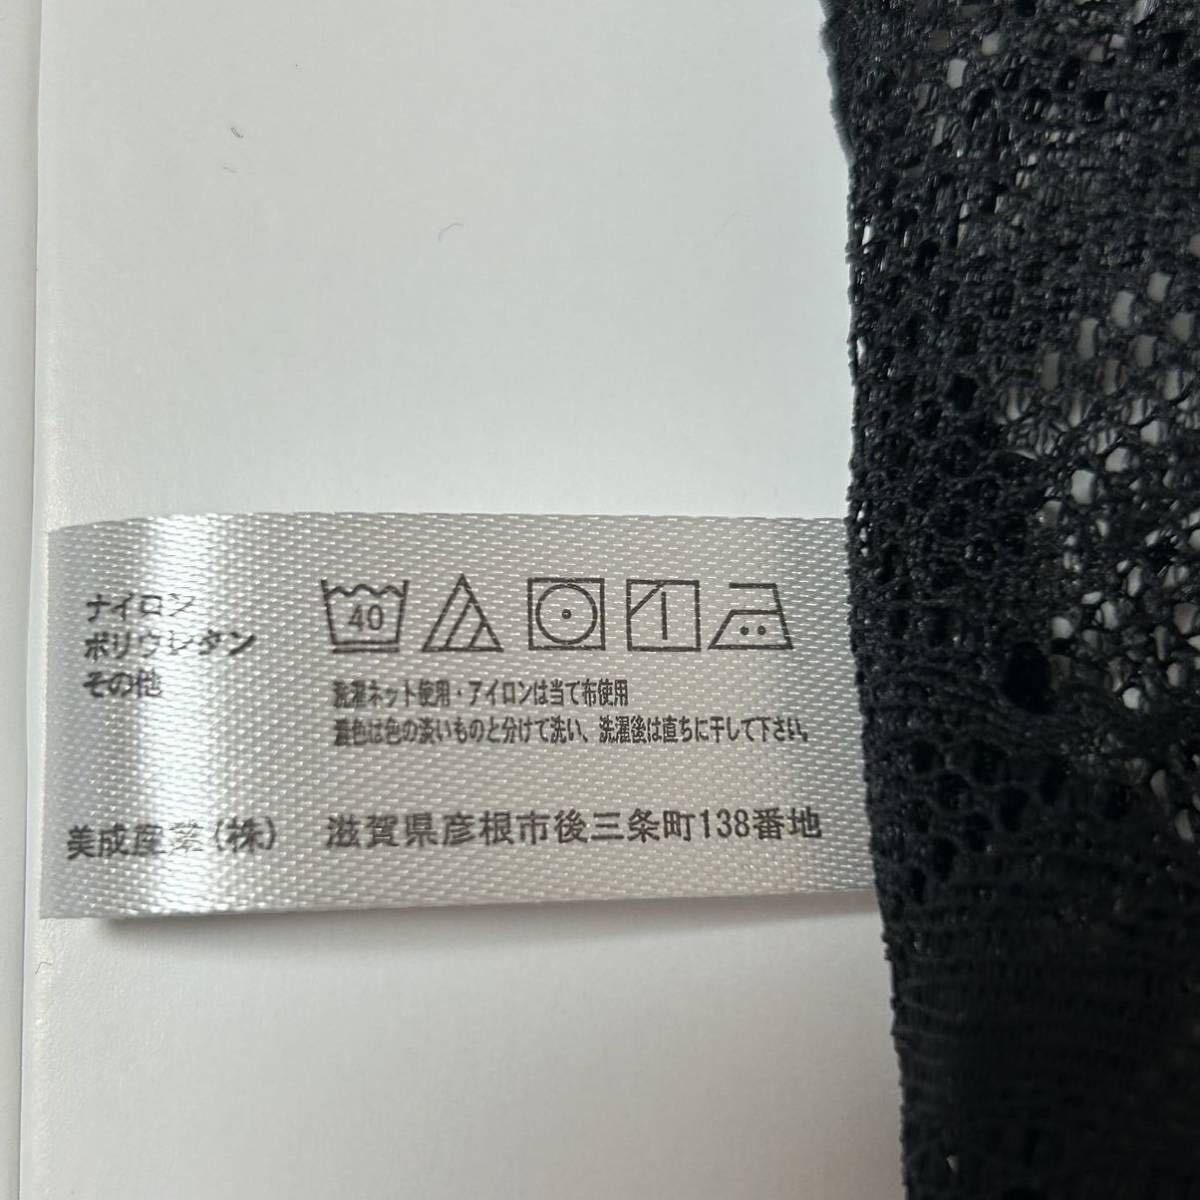 ナイロン
ポリウレタン
その他
40
洗濯ネット使用・アイロンは当て布使用
濃色は色の淡いものと分けて洗い、洗濯後は直ちに干して下さい。
美成産業(株) 滋賀県彦根市後三条町138番地